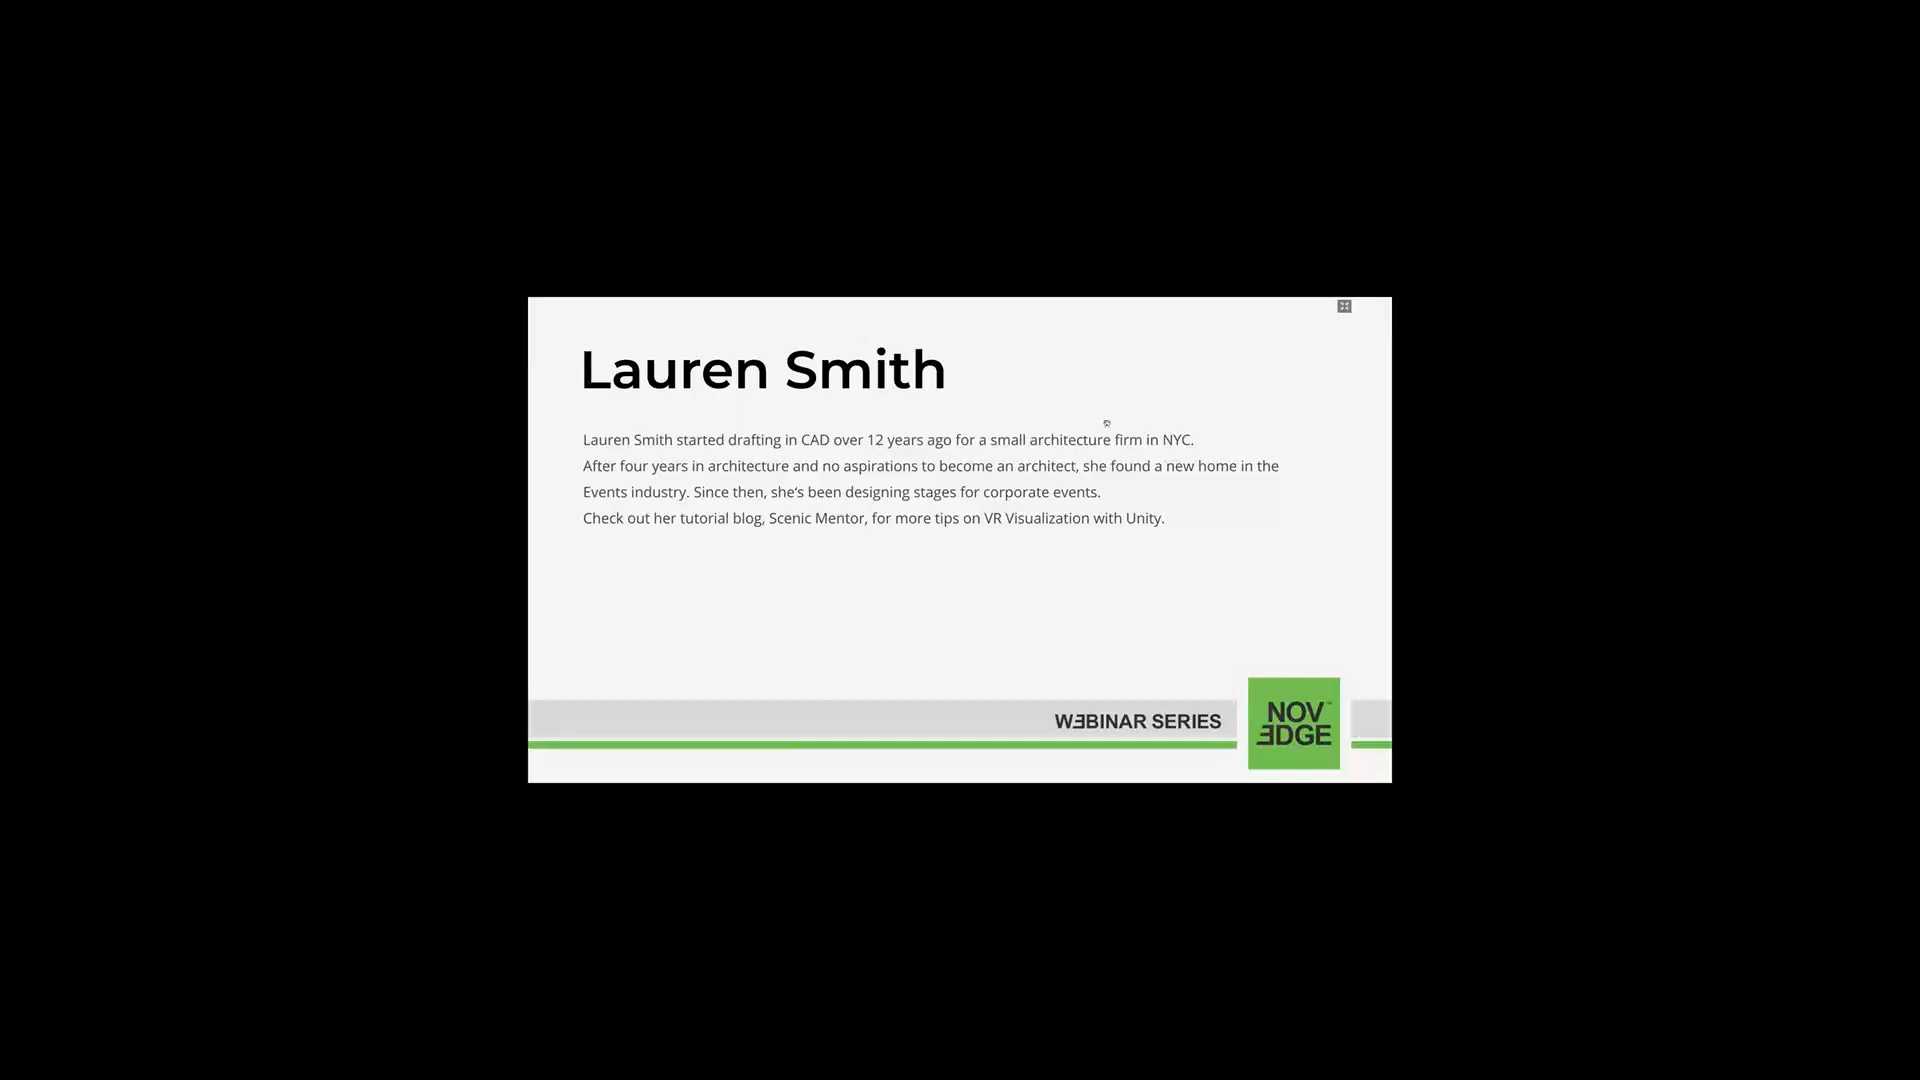 Lauren Smith
Lauren Smith started drafting in CAD over 12 years ago for a small architecture firm in NYC.
After four years in architecture and no aspirations to become an architect, she found a new home in the
Events industry. Since then, she's been designing stages for corporate events.
Check out her tutorial blog, Scenic Mentor, for more tips on VR Visualization with Unity.
WƎBINAR SERIES
NOV™
ƎDGE